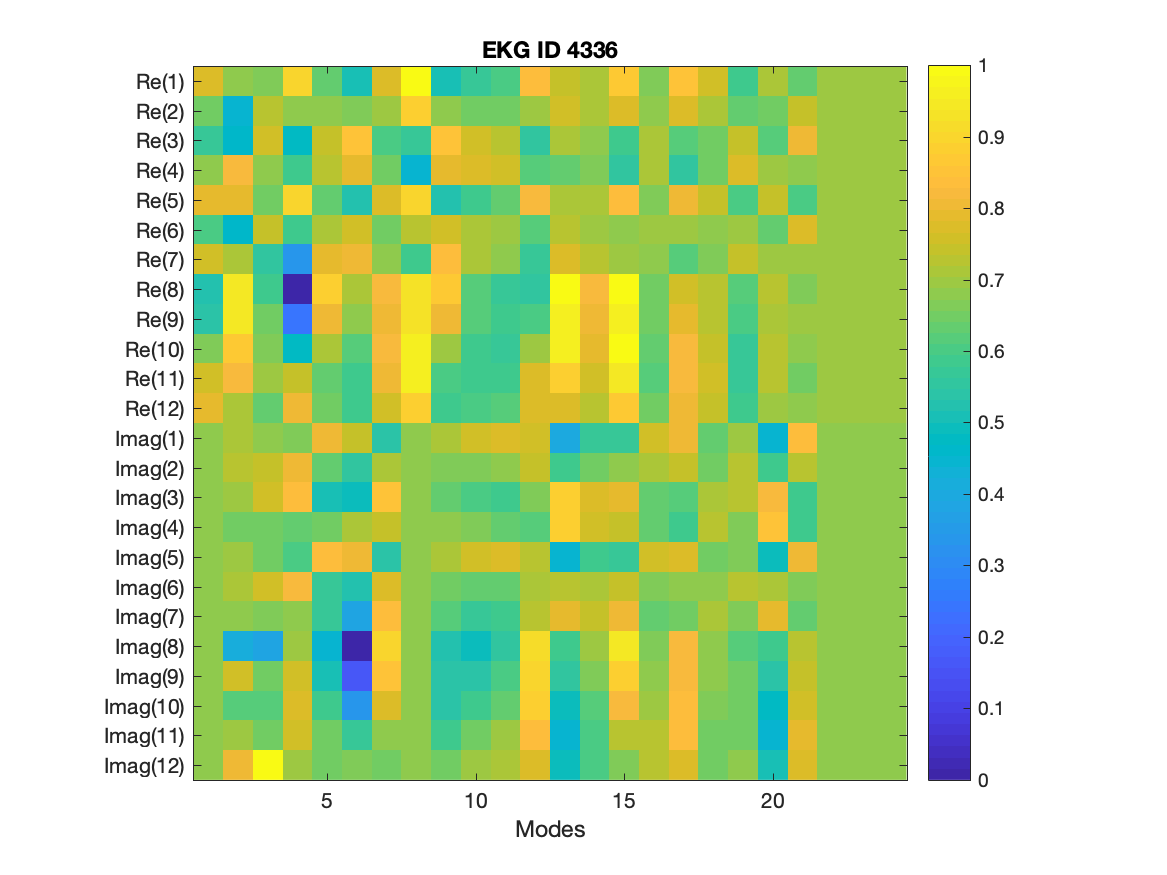 EKG ID 4336
Re(1)
Re(2)
Re(3)
Re(4)
Re(5)
Re(6)
Re(7)
Re(8)
Re(9)
Re(10)
Re(11)
Re(12)
Imag(1)
Imag(2)
Imag(3)
Imag(4)
Imag(5)
Imag(6)
Imag(7)
Imag(8)
Imag(9)
Imag(10)
Imag(11)
Imag(12)
5 10 15 20
Modes
1
0.9
0.8
0.7
0.6
0.5
0.4
0.3
0.2
0.1
0